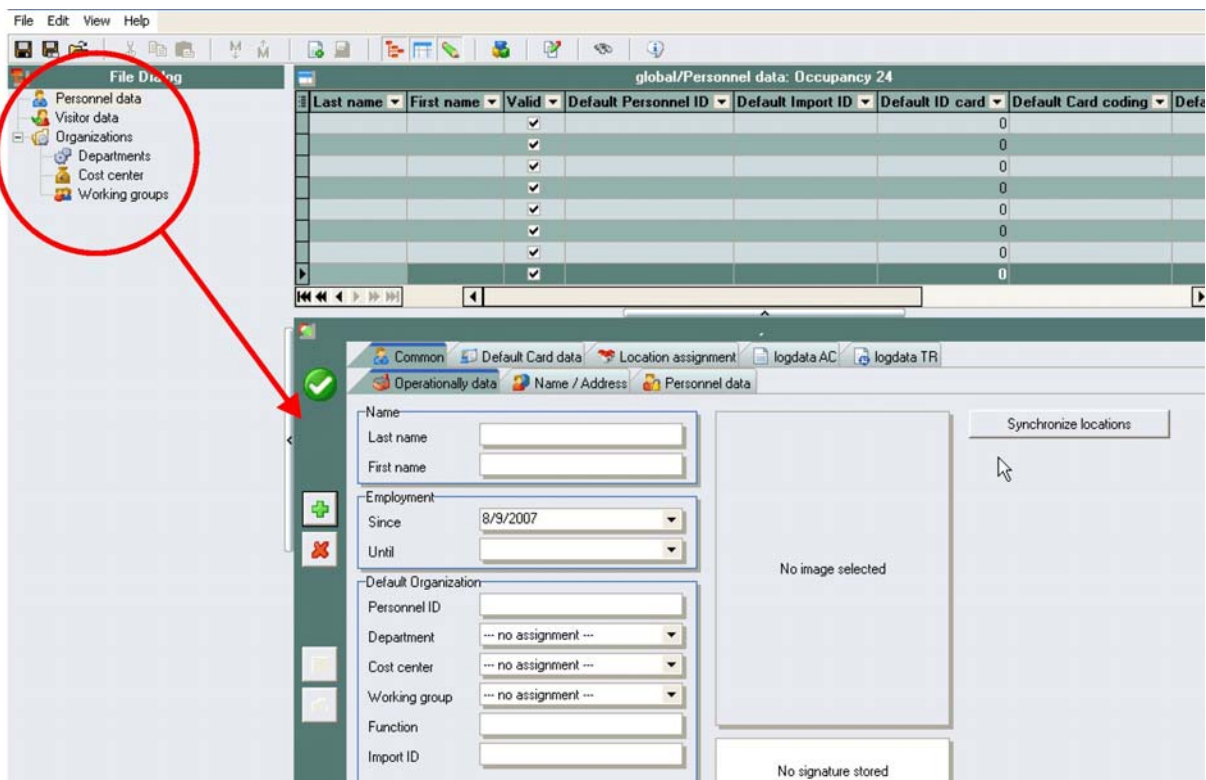 File Edit View Help
File Dialog
Personnel data
Visitor data
Organizations
Departments
Cost center
Working groups
global/Personnel data: Occupancy 24
Last name First name Valid Default Personnel ID Default Import ID Default ID card Default Card coding Defa
0
0
0
0
0
0
0
0
Common Default Card data Location assignment logdata AC logdata TR
Operationally data Name / Address Personnel data
Name
Last name
First name
Synchronize locations
Employment
Since 8/9/2007
Until
No image selected
Default Organization
Personnel ID
Department --- no assignment ---
Cost center --- no assignment ---
Working group --- no assignment ---
Function
Import ID
No signature stored